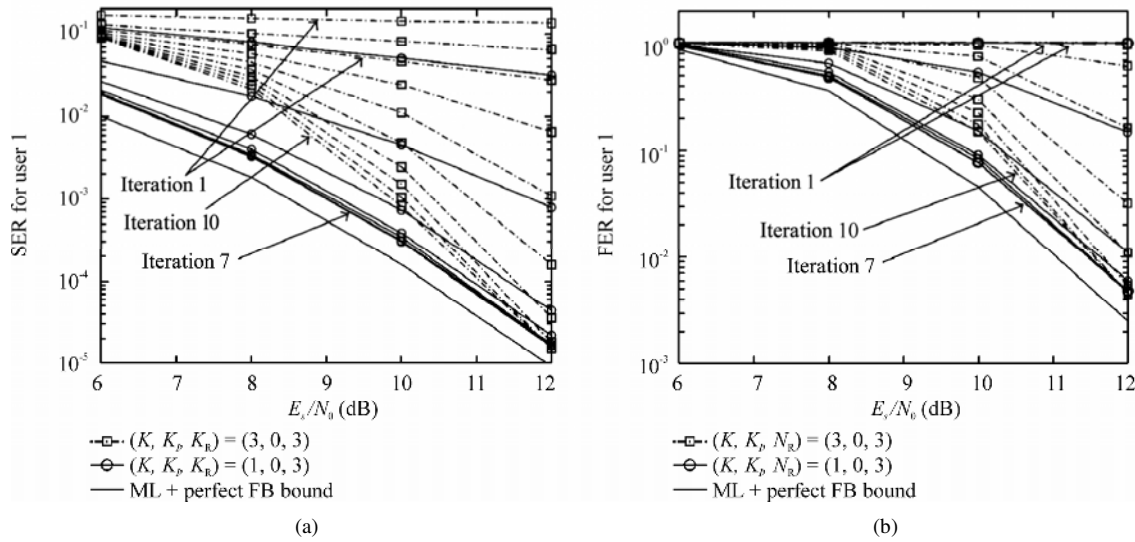 10⁻¹
10⁻²
10⁻³
10⁻⁴
10⁻⁵
SER for user 1
Iteration 1
Iteration 10
Iteration 7
6 7 8 9 10 11 12
Eₛ/N₀ (dB)
(K, Kₚ, K_R) = (3, 0, 3)
(K, Kₚ, K_R) = (1, 0, 3)
ML + perfect FB bound
(a)
10⁰
10⁻¹
10⁻²
10⁻³
FER for user 1
Iteration 1
Iteration 10
Iteration 7
6 7 8 9 10 11 12
Eₛ/N₀ (dB)
(K, Kₚ, N_R) = (3, 0, 3)
(K, Kₚ, N_R) = (1, 0, 3)
ML + perfect FB bound
(b)